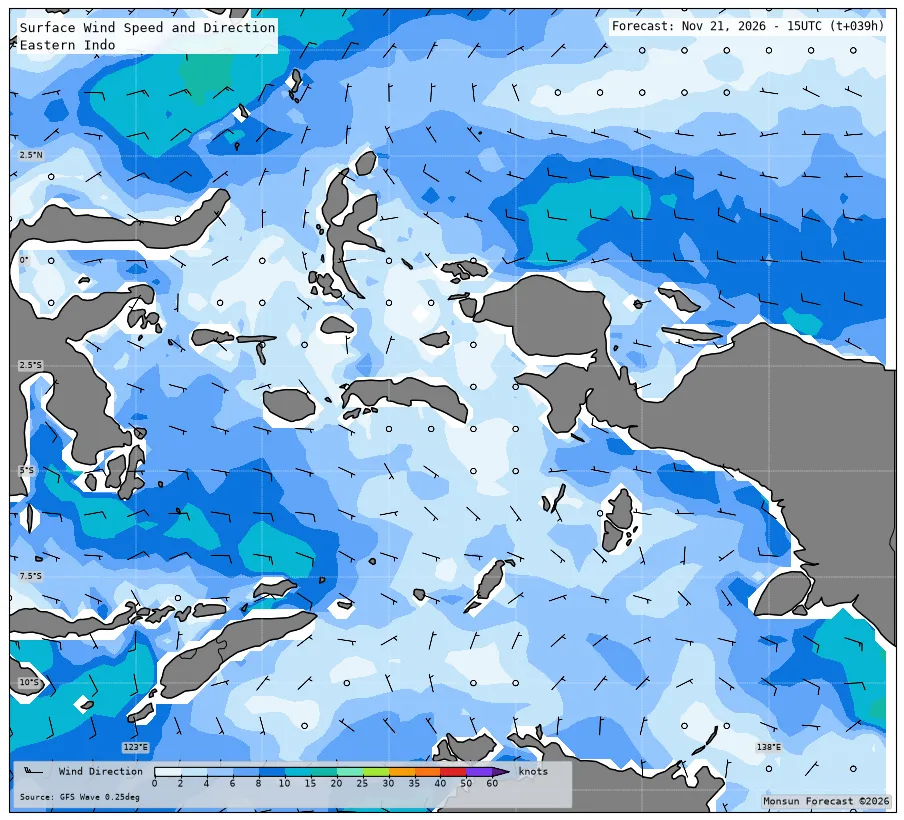 Surface Wind Speed and Direction
Eastern Indo
Forecast: Nov 21, 2026 - 15UTC (t+039h)
2.5°N
0°
2.5°S
5°S
7.5°S
10°S
123°E
138°E
Wind Direction
knots
0 2 4 6 8 10 15 20 25 30 35 40 50 60
Source: GFS Wave 0.25deg
Monsun Forecast ©2026